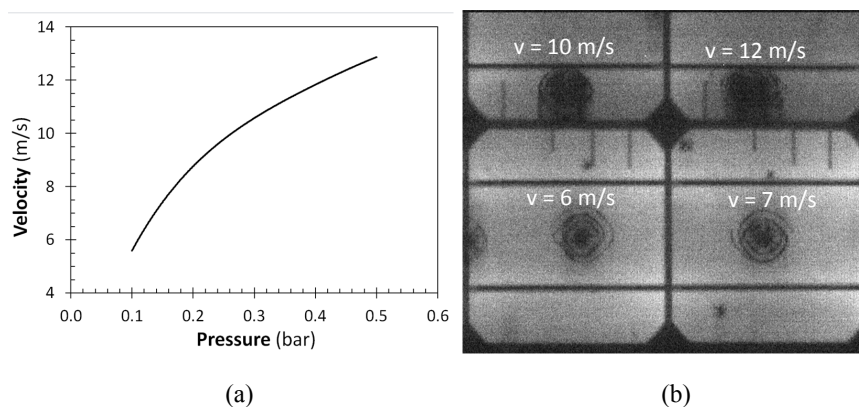 14
12
10
8
6
4
Velocity (m/s)
0.0 0.1 0.2 0.3 0.4 0.5 0.6
Pressure (bar)
(a)
v = 10 m/s v = 12 m/s
v = 6 m/s v = 7 m/s
(b)